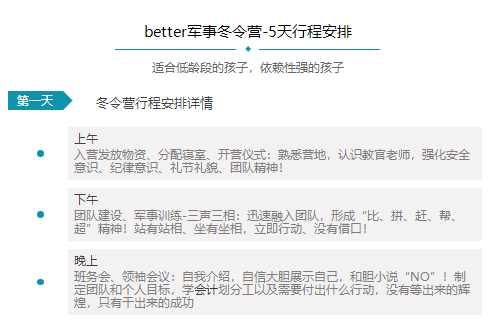 better军事冬令营-5天行程安排
适合低龄段的孩子，依赖性强的孩子
第一天
冬令营行程安排详情
上午
入营发放物资、分配寝室、开营仪式：熟悉营地，认识教官老师，强化安全
意识、纪律意识、礼节礼貌、团队精神！
下午
团队建设、军事训练-三声三相：迅速融入团队，形成“比、拼、赶、帮、
超”精神！站有站相、坐有坐相，立即行动、没有借口！
晚上
班务会、领袖会议：自我介绍，自信大胆展示自己，和胆小说“NO”！制
定团队和个人目标，学会计划分工以及需要付出什么行动，没有等出来的辉
煌，只有干出来的成功